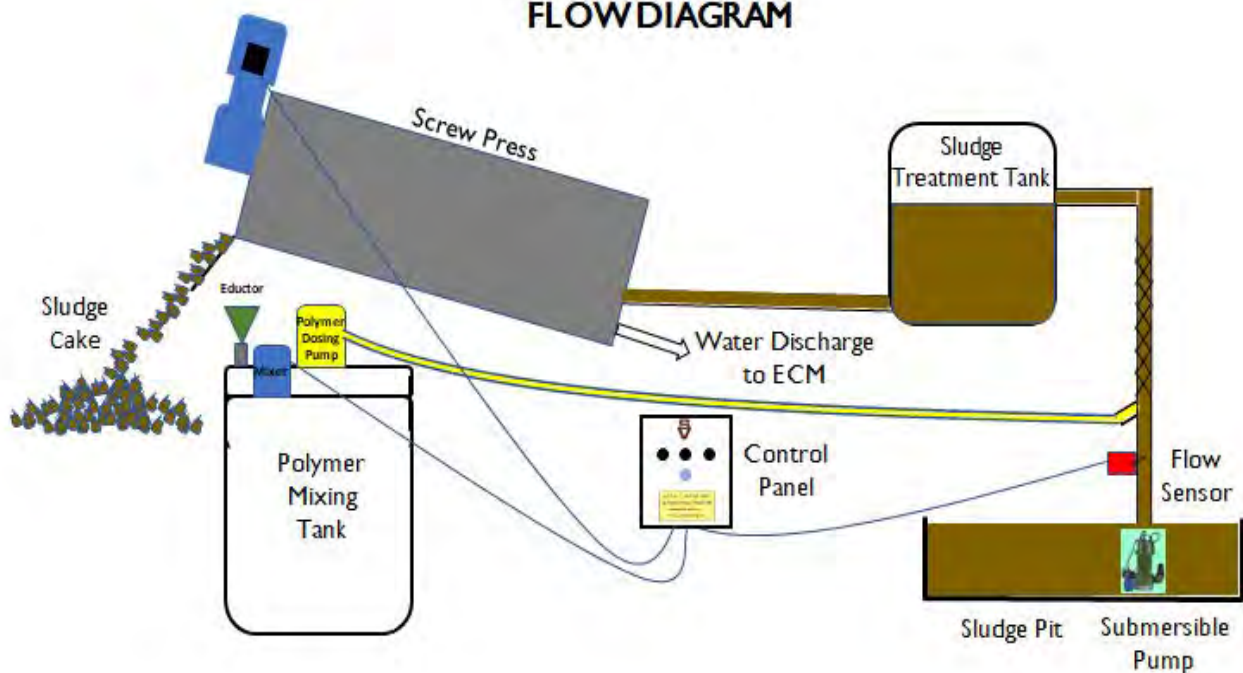 FLOW DIAGRAM
Screw Press
Sludge
Treatment Tank
Sludge
Cake
Eductor
Polymer
Dosing
Pump
Mixer
Water Discharge
to ECM
Polymer
Mixing
Tank
Control
Panel
Flow
Sensor
Sludge Pit
Submersible
Pump